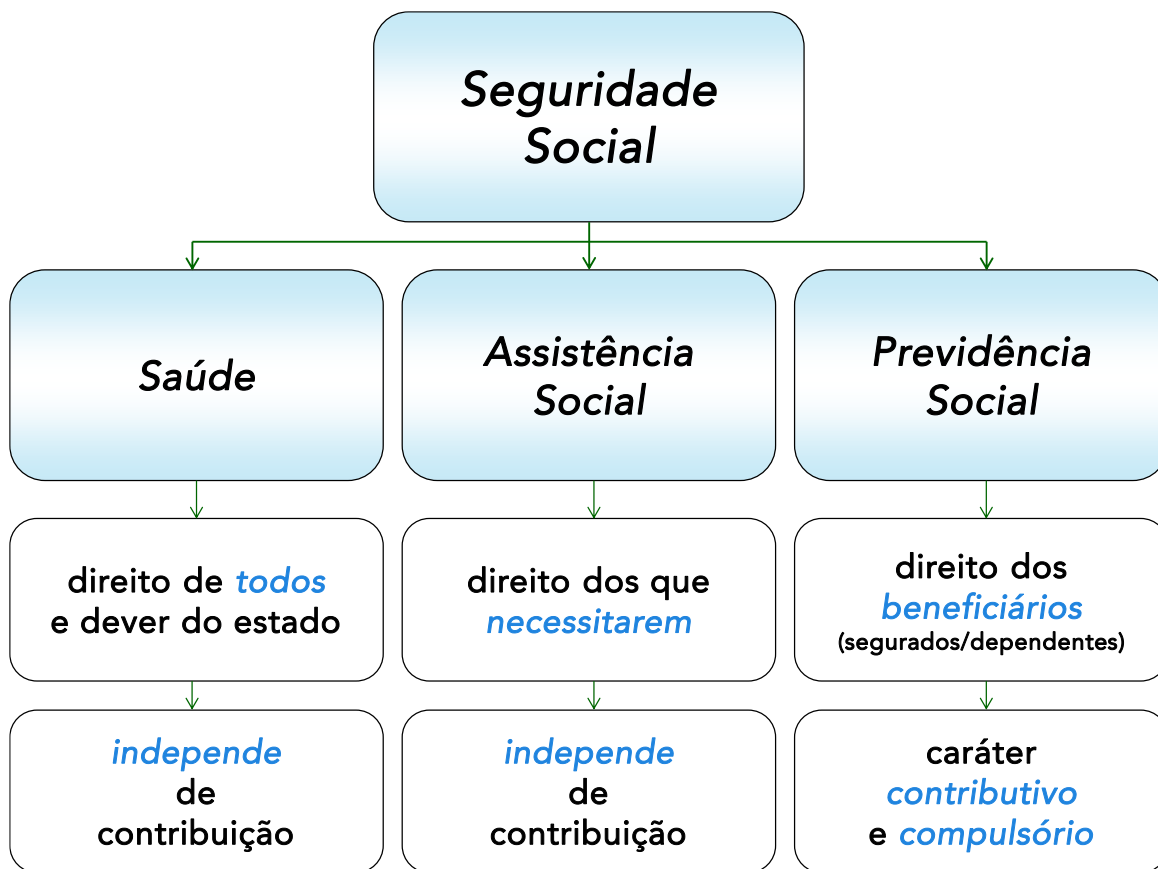 Seguridade
Social
Saúde
Assistência
Social
Previdência
Social
direito de todos
e dever do estado
direito dos que
necessitarem
direito dos
beneficiários
(segurados/dependentes)
independe
de
contribuição
independe
de
contribuição
caráter
contributivo
e compulsório